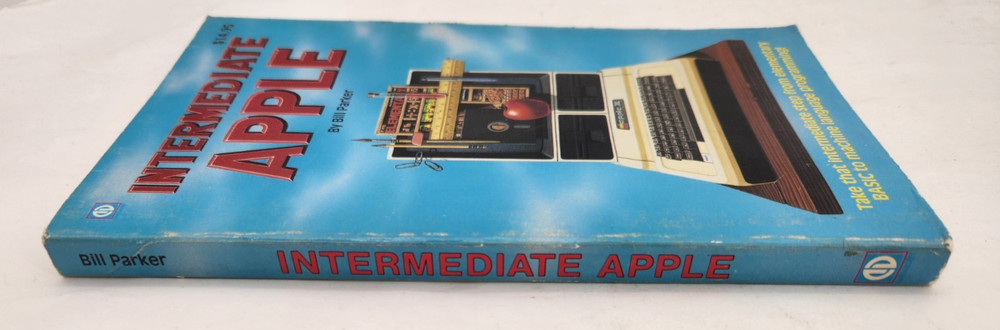 $14.95
INTERMEDIATE
APPLE
By Bill Parker
ELEMENTA
Take that intermediate step from elementary
BASIC to machine language programming
Bill Parker
INTERMEDIATE APPLE